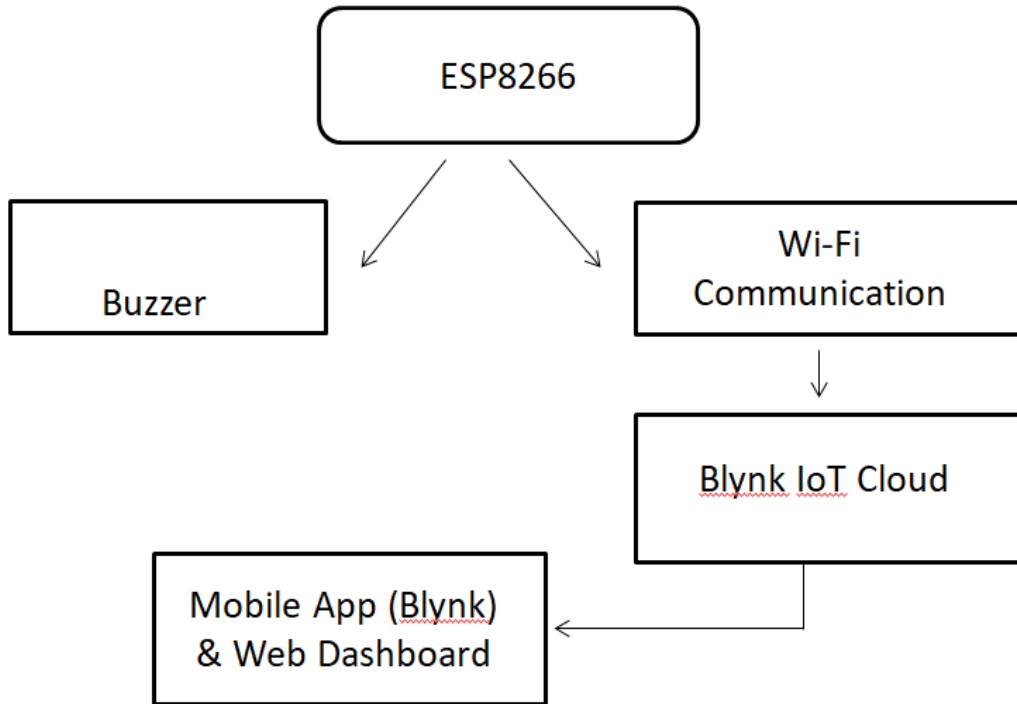 ESP8266
Buzzer
Wi-Fi
Communication
Blynk IoT Cloud
Mobile App (Blynk)
& Web Dashboard